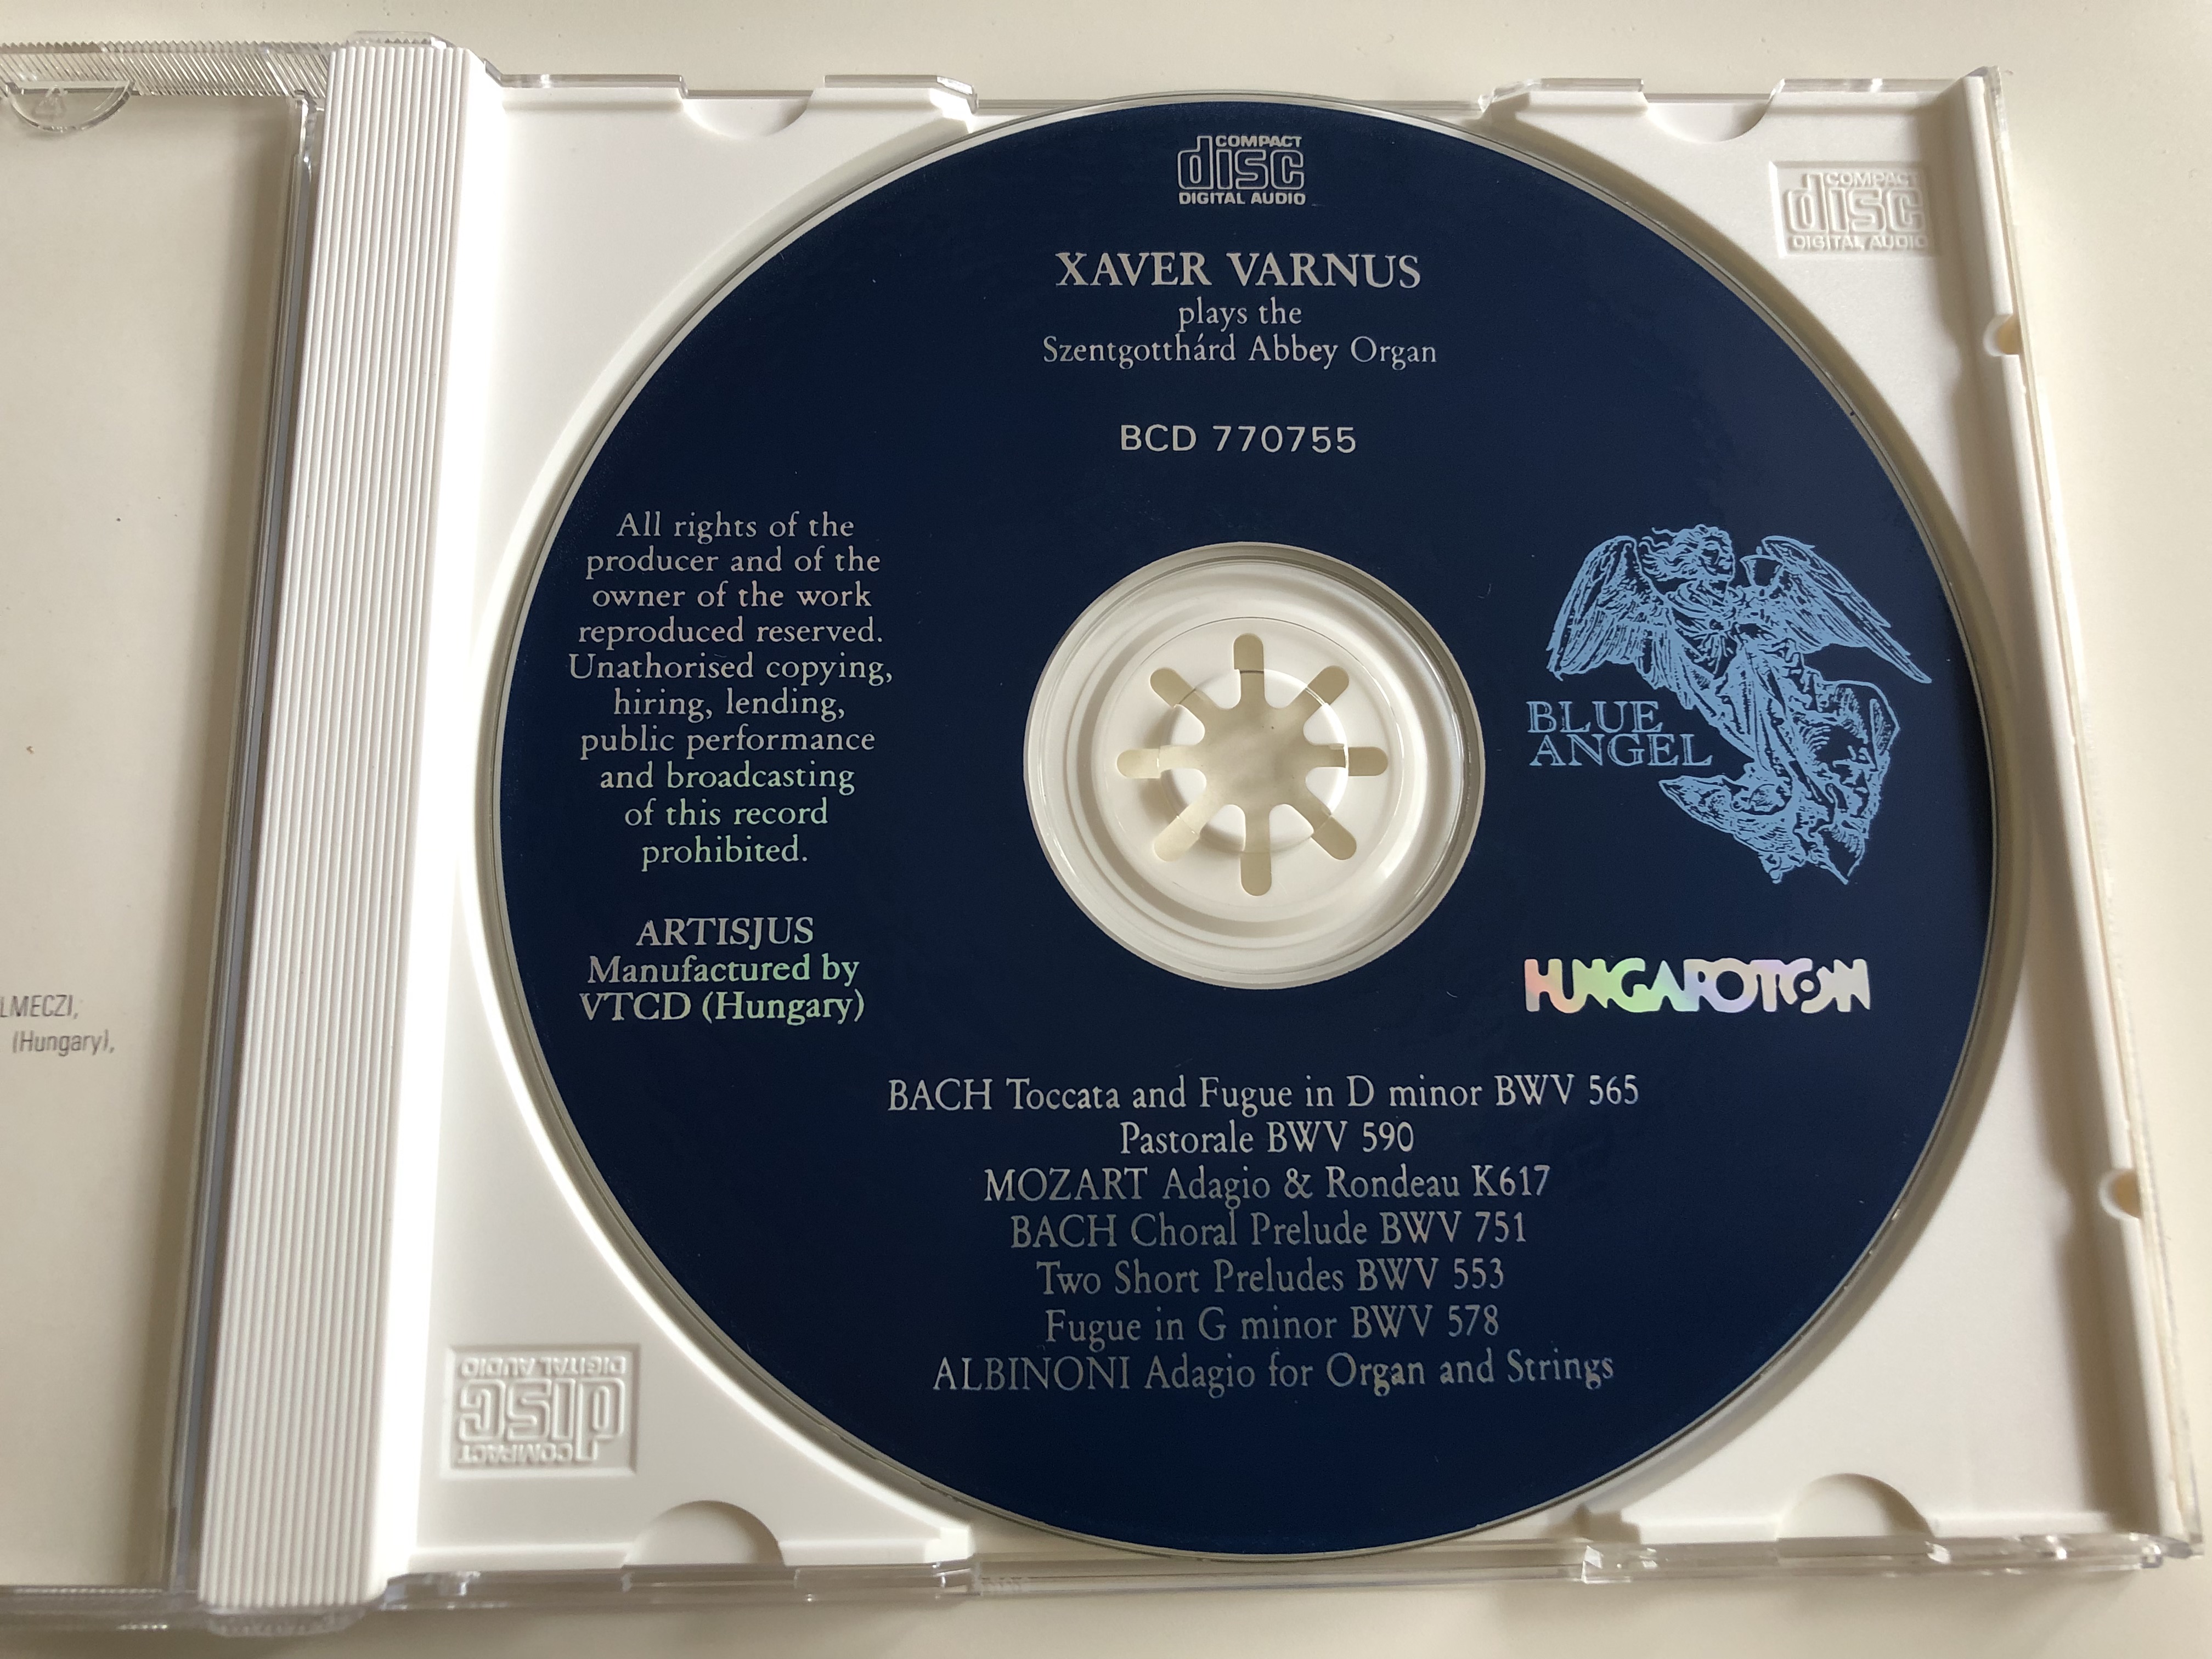 COMPACT
disc
DIGITAL AUDIO
XAVER VARNUS
plays the
Szentgotthárd Abbey Organ
BCD 770755
All rights of the
producer and of the
owner of the work
reproduced reserved.
Unathorised copying,
hiring, lending,
public performance
and broadcasting
of this record
prohibited.
ARTISJUS
Manufactured by
VTCD (Hungary)
BLUE
ANGEL
HUNGAROTON
BACH Toccata and Fugue in D minor BWV 565
Pastorale BWV 590
MOZART Adagio & Rondeau K617
BACH Choral Prelude BWV 751
Two Short Preludes BWV 553
Fugue in G minor BWV 578
ALBINONI Adagio for Organ and Strings
COMPACT
disc
DIGITAL AUDIO
COMPACT
disc
DIGITAL AUDIO
LMECZI,
(Hungary),